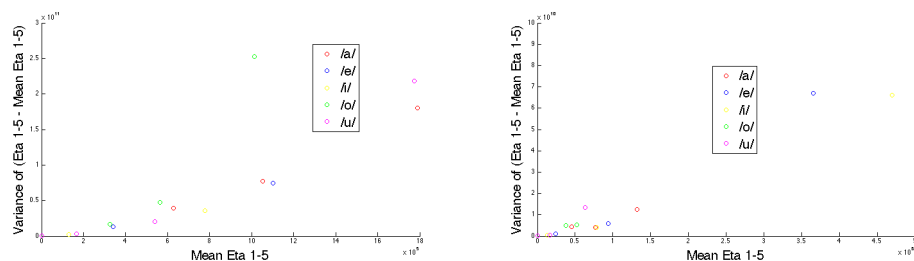 x 10^11
3
2.5
2
1.5
1
0.5
0
0 2 4 6 8 10 12 14 16 18
x 10^5
Mean Eta 1-5
Variance of (Eta 1-5 - Mean Eta 1-5)
/a/
/e/
/i/
/o/
/u/
x 10^10
10
9
8
7
6
5
4
3
2
1
0
0 0.5 1 1.5 2 2.5 3 3.5 4 4.5
Mean Eta 1-5
Variance of (Eta 1-5 - Mean Eta 1-5)
/a/
/e/
/i/
/o/
/u/